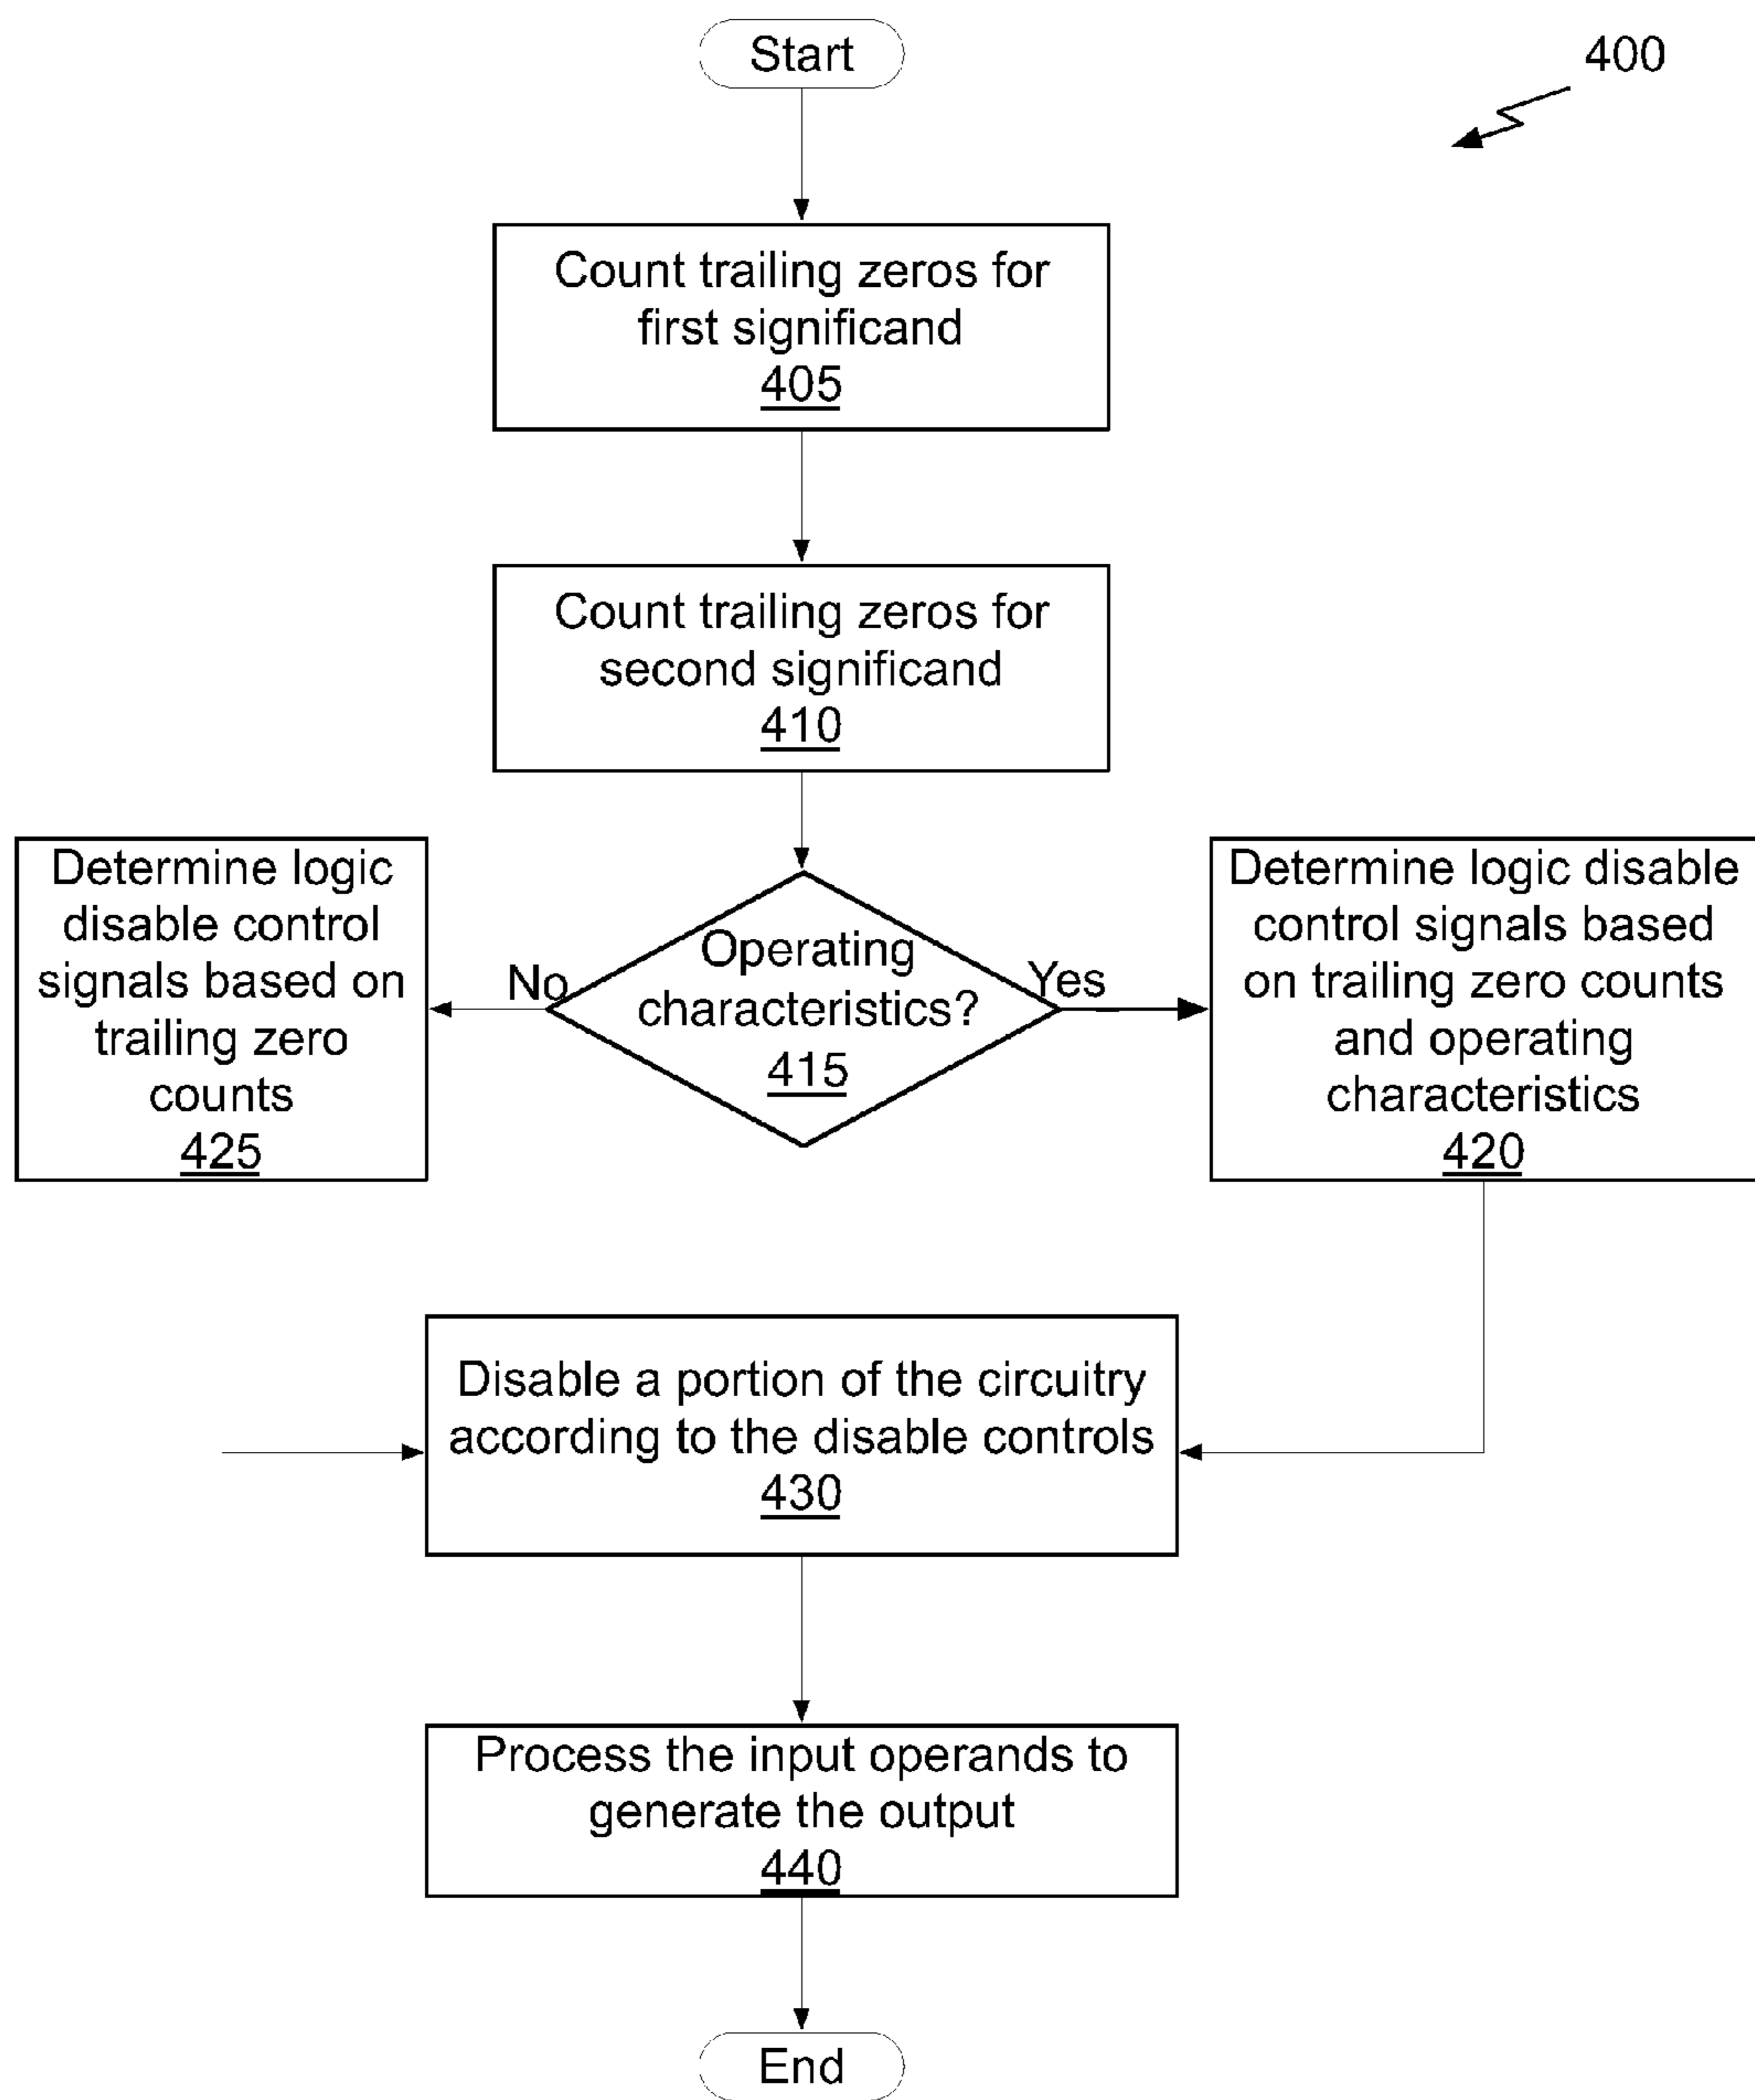 Start
400
Count trailing zeros for
first significand
405
Count trailing zeros for
second significand
410
Determine logic
disable control
signals based on
trailing zero
counts
425
No
Operating
characteristics?
415
Yes
Determine logic disable
control signals based
on trailing zero counts
and operating
characteristics
420
Disable a portion of the circuitry
according to the disable controls
430
Process the input operands to
generate the output
440
End